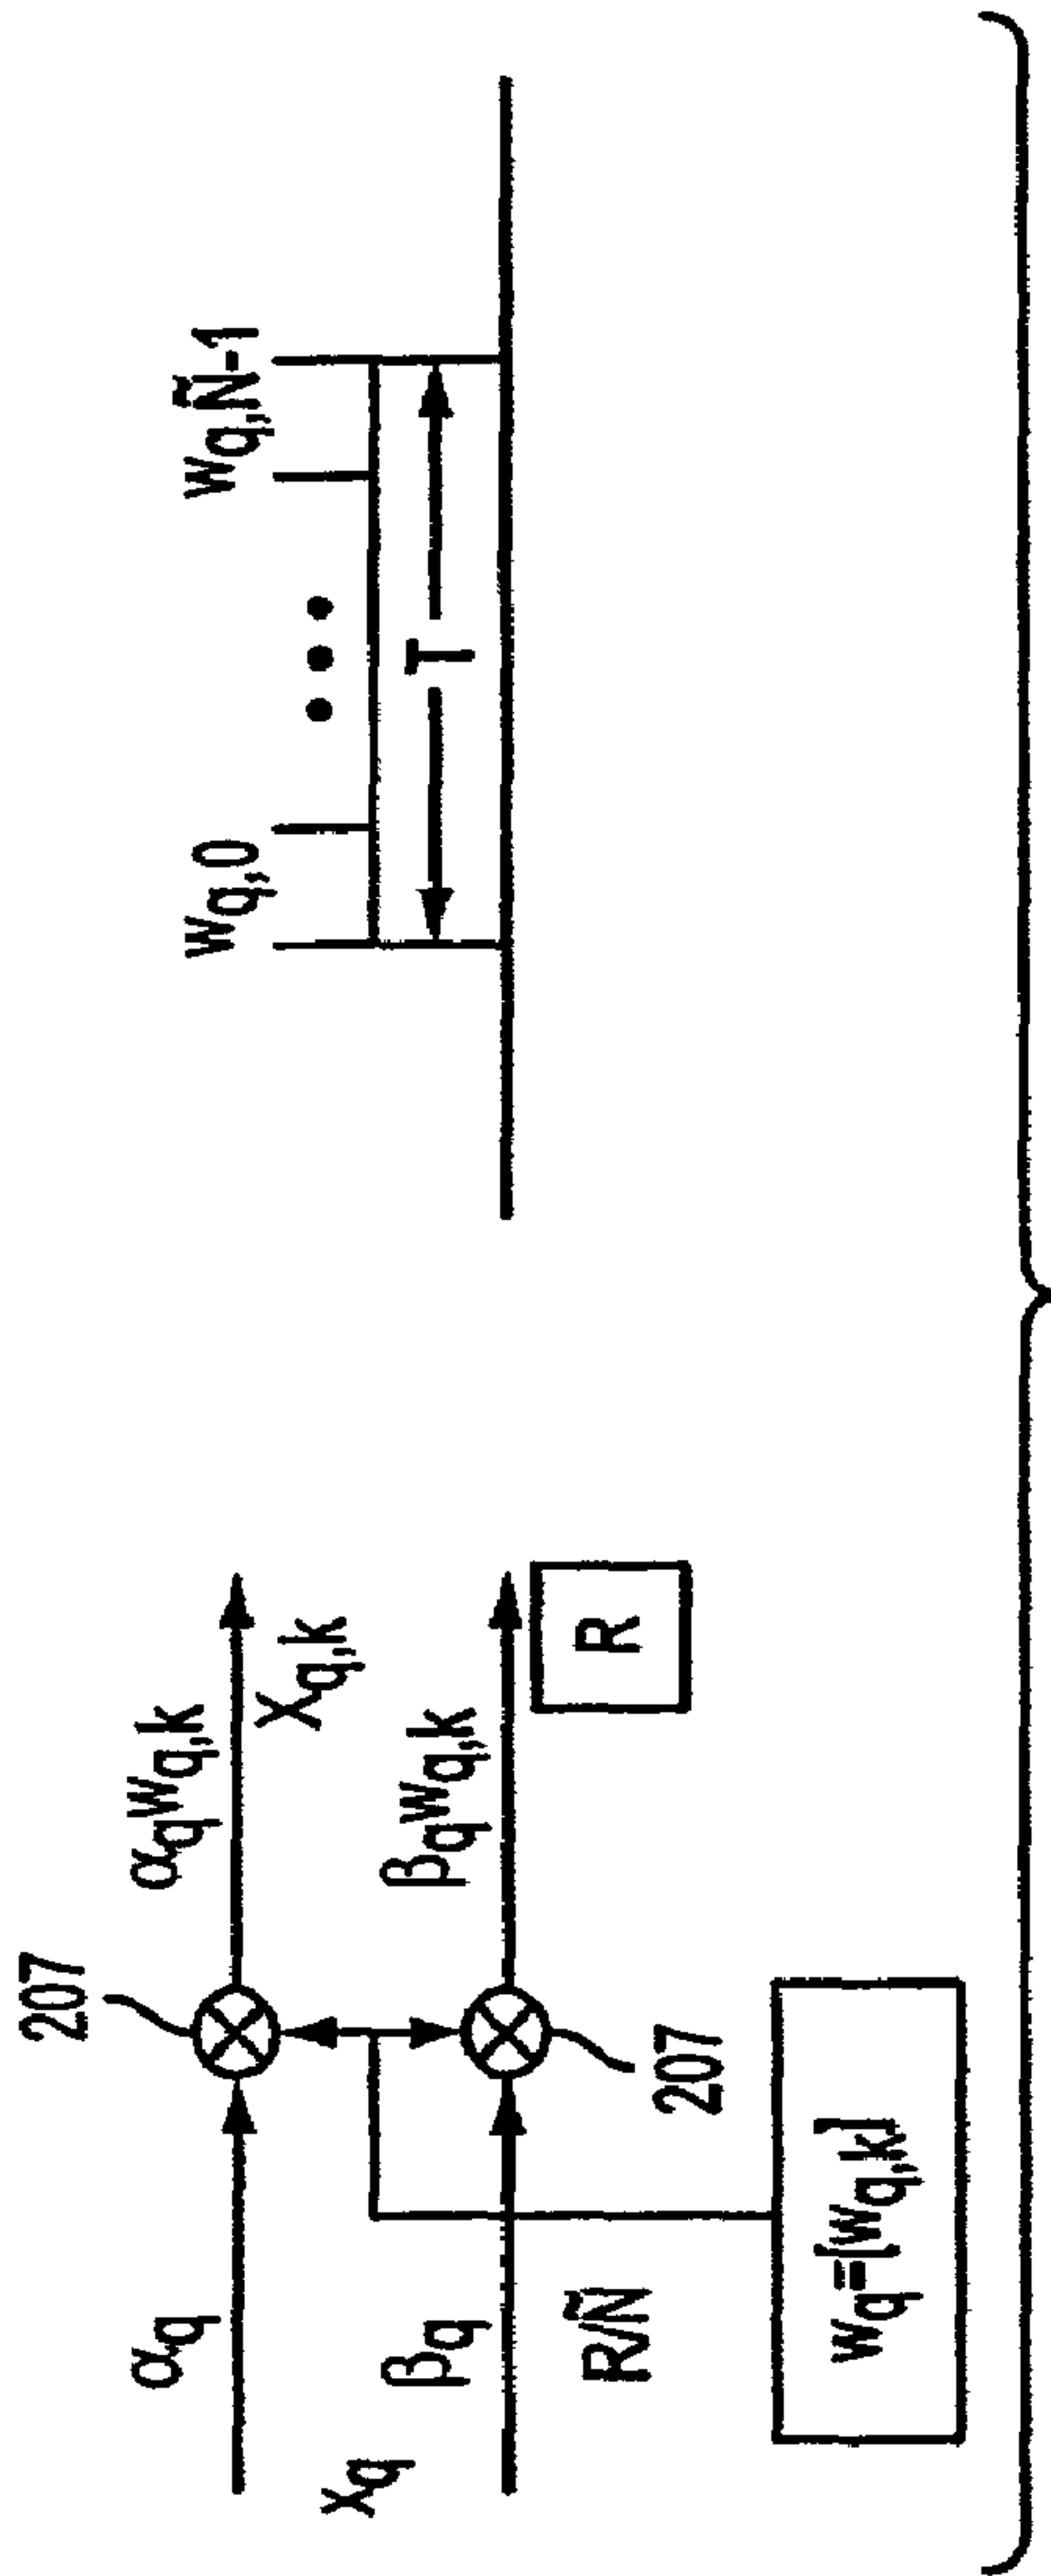 207
α_q
α_q w_{q,k}
x_q
X_{q,k}
β_q
β_q w_{q,k}
R/Ñ
207
R
w_q=[w_{q,k}]
w_{q,0}
w_{q,Ñ-1}
T